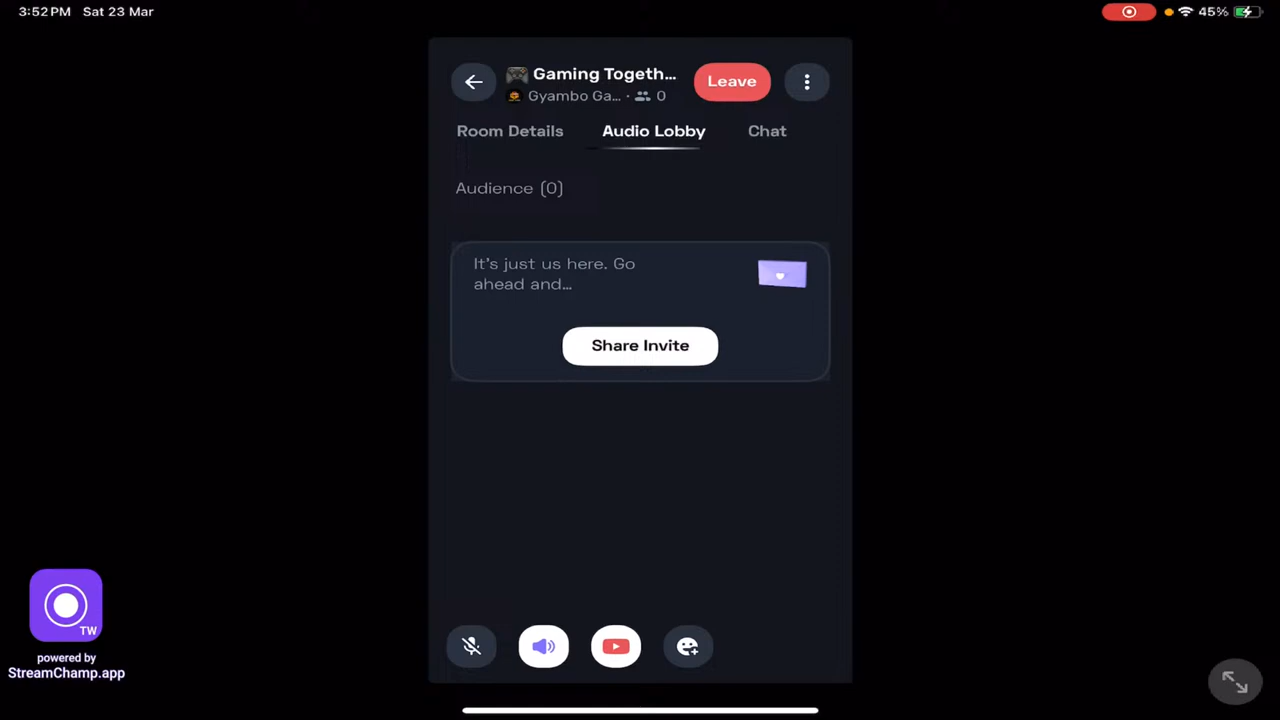 3:52 PM Sat 23 Mar
45%
Gaming Togeth...
Gyambo Ga... · 0
Leave
Room Details Audio Lobby Chat
Audience (0)
It's just us here. Go
ahead and...
Share Invite
TW
powered by
StreamChamp.app